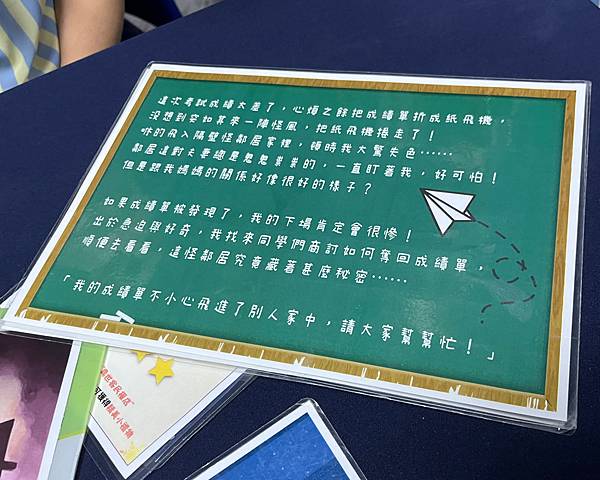 這次考試成績太差了，心煩之餘把成績單折成紙飛機，
沒想到突如其來一陣怪風，把紙飛機捲走了！
咻的飛入隔壁怪鄰居家裡，頓時我大驚失色……
鄰居這對夫妻總是鬼鬼祟祟的，一直盯著我，好可怕！
但是跟我媽媽的關係好像很好的樣子？
如果成績單被發現了，我的下場肯定會很慘！
出於急迫與好奇，我找來同學們商討如何奪回成績單，
順便去看看，這怪鄰居究竟藏著甚麼秘密……
「我的成績單不小心飛進了別人家中，請大家幫幫忙！」